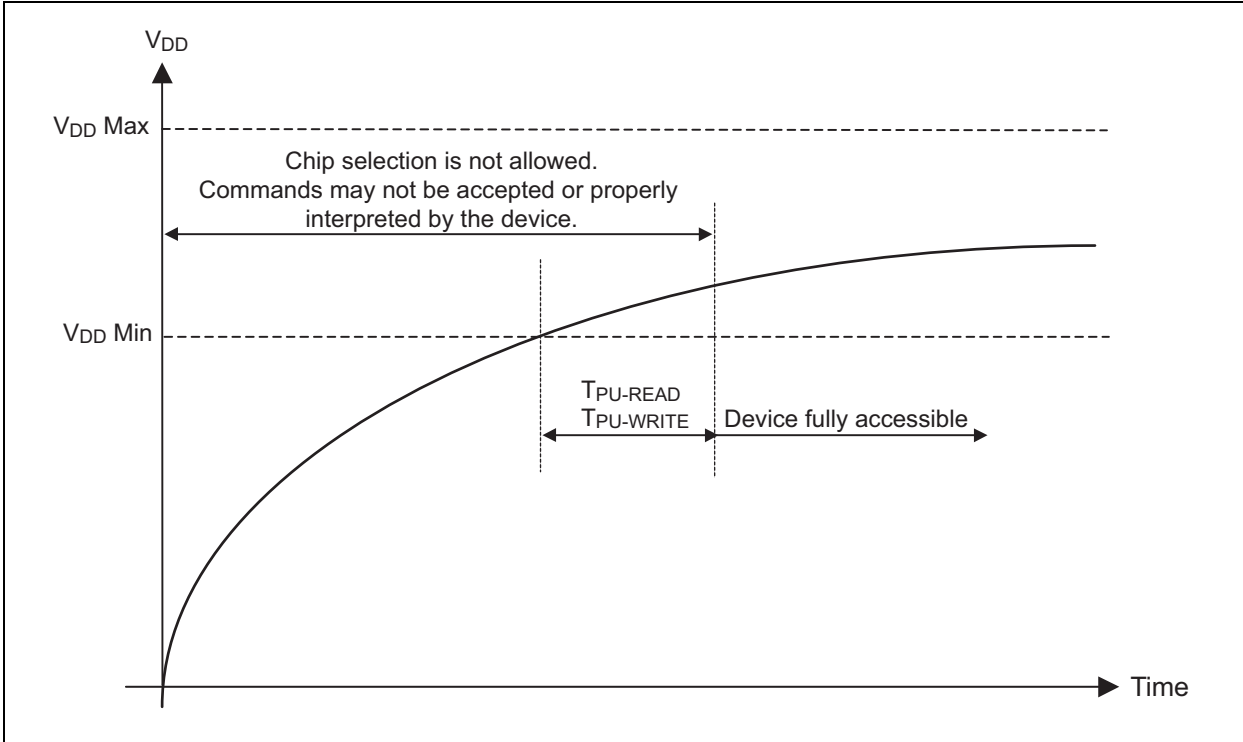 VDD
VDD Max
Chip selection is not allowed.
Commands may not be accepted or properly
interpreted by the device.
VDD Min
TPU-READ
TPU-WRITE
Device fully accessible
Time